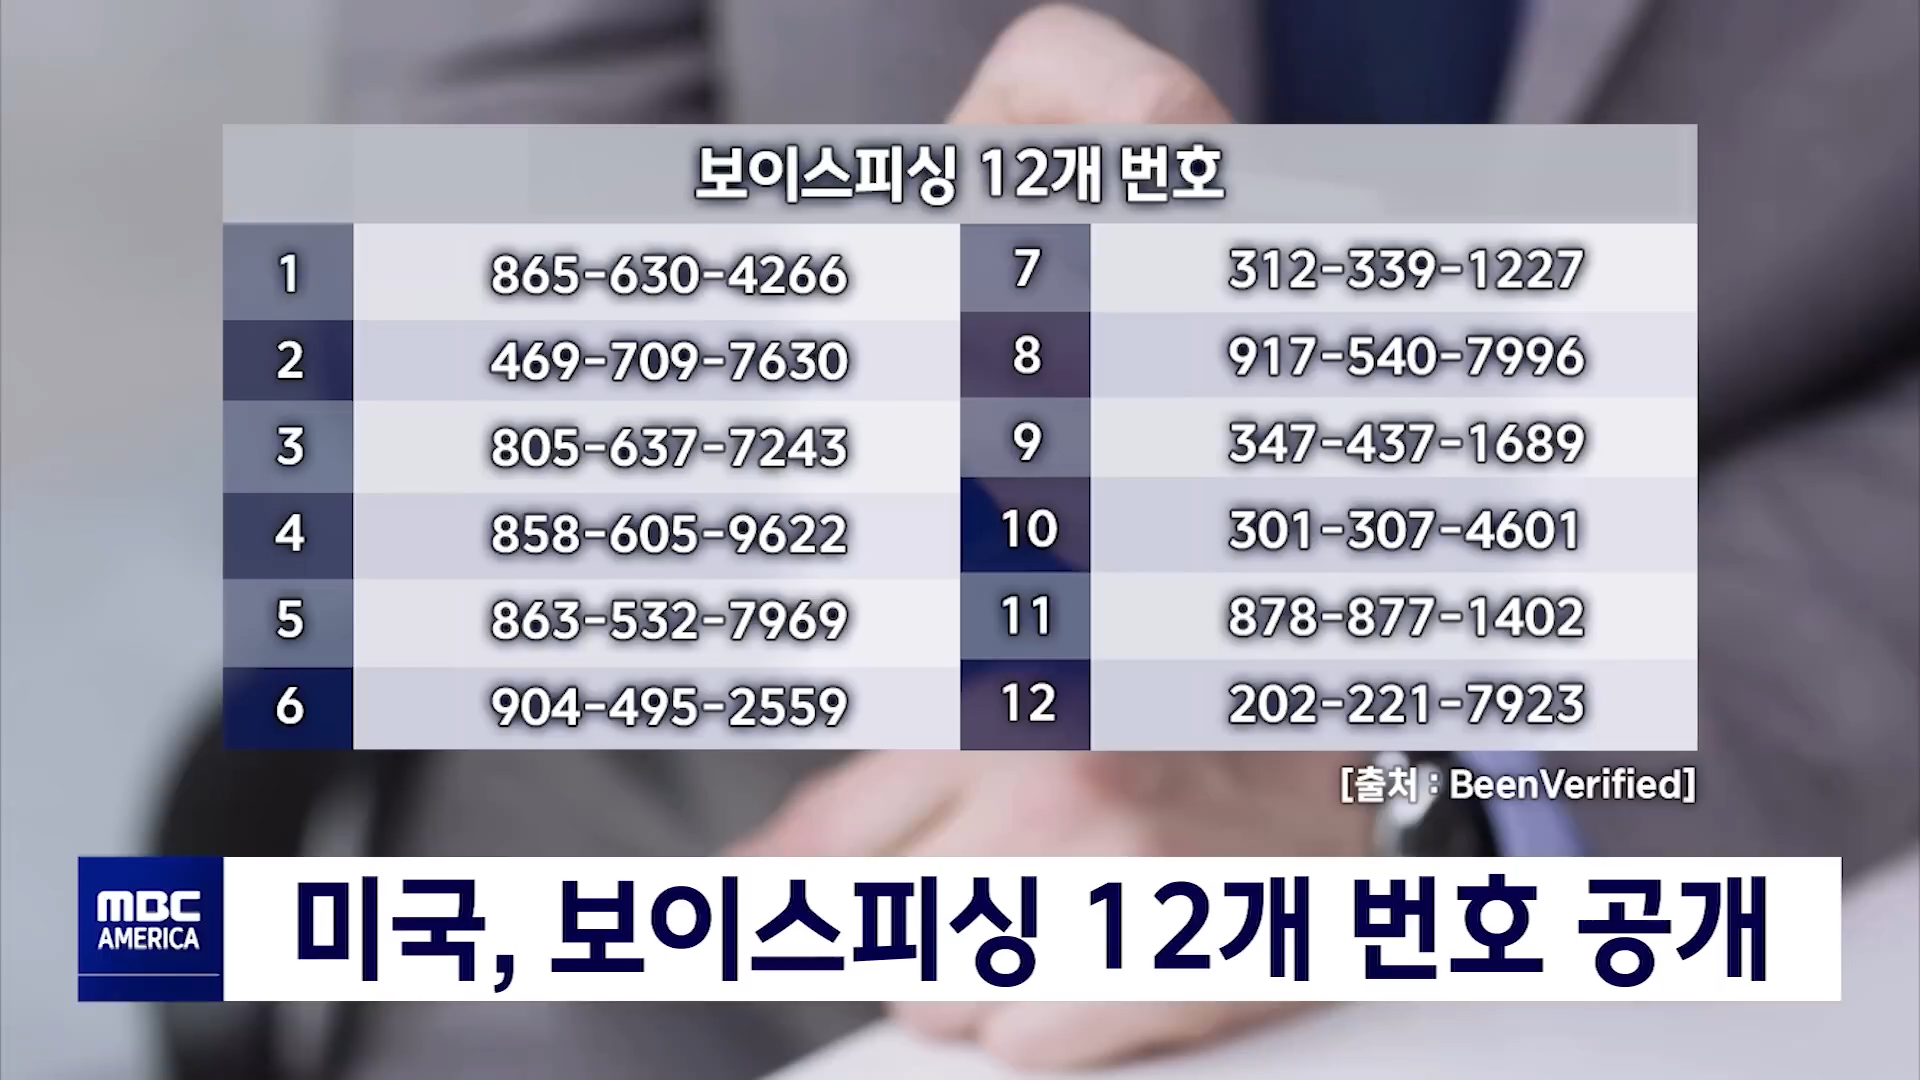 보이스피싱 12개 번호
1 865-630-4266
2 469-709-7630
3 805-637-7243
4 858-605-9622
5 863-532-7969
6 904-495-2559
7 312-339-1227
8 917-540-7996
9 347-437-1689
10 301-307-4601
11 878-877-1402
12 202-221-7923
[출처 : BeenVerified]
MBC
AMERICA
미국, 보이스피싱 12개 번호 공개